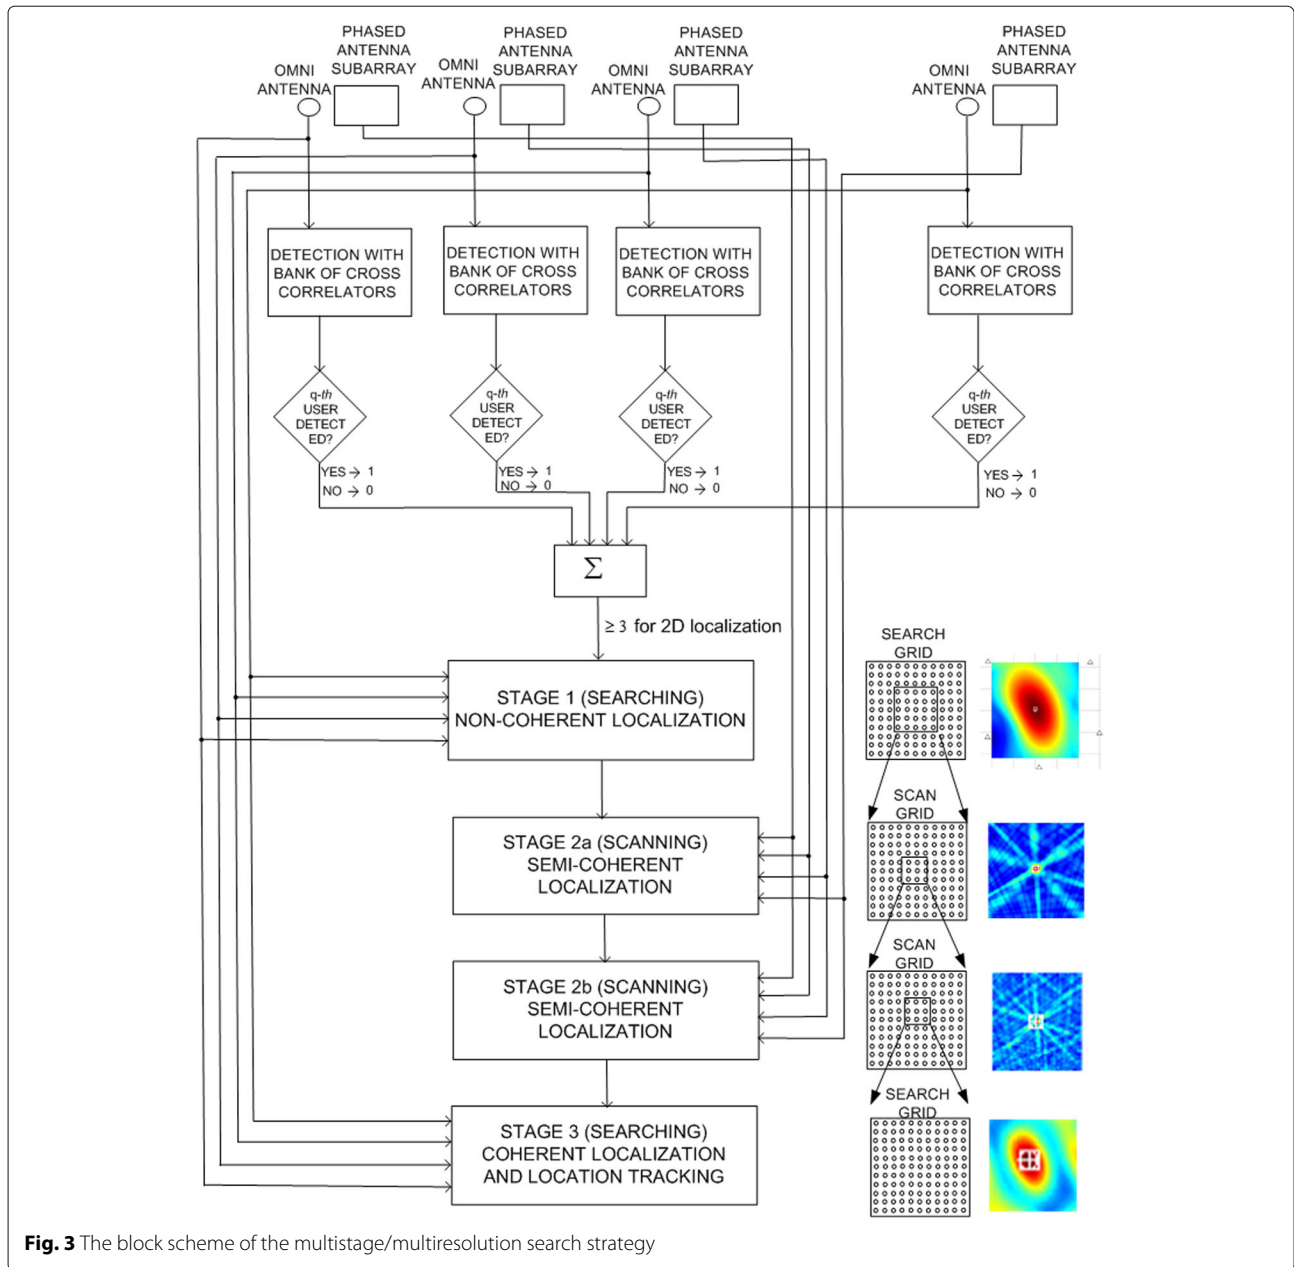 PHASED
ANTENNA
SUBARRAY
OMNI
ANTENNA
PHASED
ANTENNA
SUBARRAY
OMNI
ANTENNA
PHASED
ANTENNA
SUBARRAY
OMNI
ANTENNA
PHASED
ANTENNA
SUBARRAY
OMNI
ANTENNA
DETECTION WITH
BANK OF CROSS
CORRELATORS
DETECTION WITH
BANK OF CROSS
CORRELATORS
DETECTION WITH
BANK OF CROSS
CORRELATORS
DETECTION WITH
BANK OF CROSS
CORRELATORS
q-th
USER
DETECT
ED?
q-th
USER
DETECT
ED?
q-th
USER
DETECT
ED?
q-th
USER
DETECT
ED?
YES → 1
NO → 0
YES → 1
NO → 0
YES → 1
NO → 0
YES → 1
NO → 0
Σ
≥ 3 for 2D localization
STAGE 1 (SEARCHING)
NON-COHERENT LOCALIZATION
SEARCH
GRID
STAGE 2a (SCANNING)
SEMI-COHERENT
LOCALIZATION
SCAN
GRID
STAGE 2b (SCANNING)
SEMI-COHERENT
LOCALIZATION
SCAN
GRID
STAGE 3 (SEARCHING)
COHERENT LOCALIZATION
AND LOCATION TRACKING
SEARCH
GRID
Fig. 3 The block scheme of the multistage/multiresolution search strategy